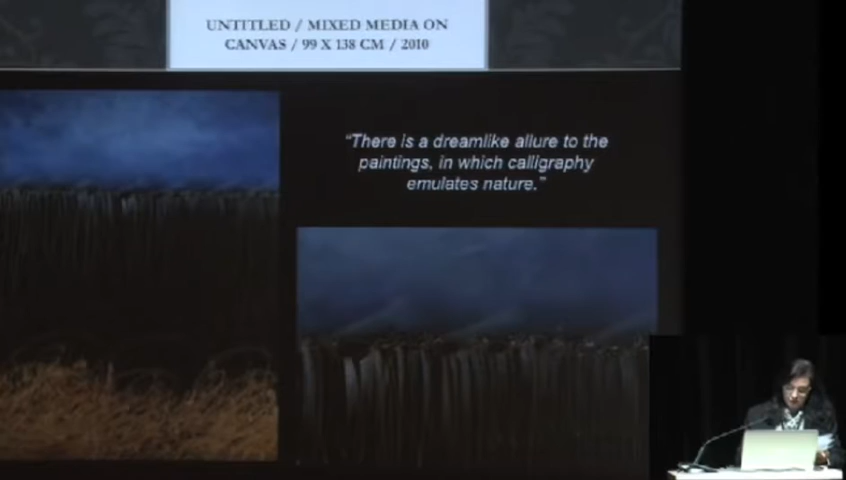 UNTITLED / MIXED MEDIA ON
CANVAS / 99 X 138 CM / 2010
"There is a dreamlike allure to the
paintings, in which calligraphy
emulates nature."